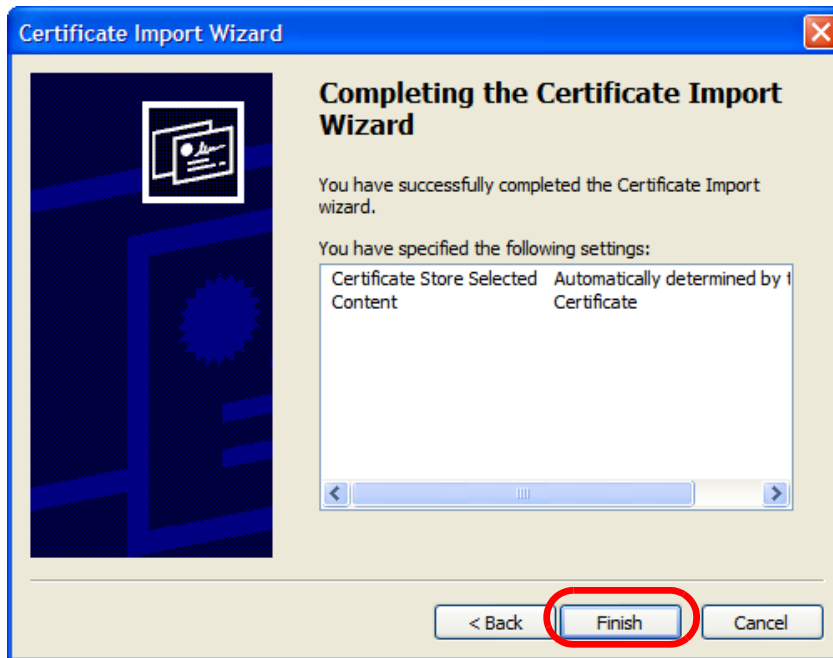 Certificate Import Wizard
Completing the Certificate Import
Wizard
You have successfully completed the Certificate Import
wizard.
You have specified the following settings:
Certificate Store Selected Automatically determined by t
Content Certificate
< Back Finish Cancel